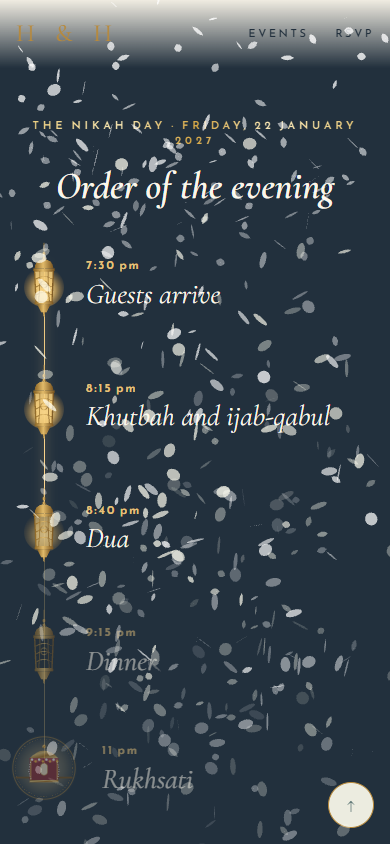 H & H
EVENTS
RSVP
THE NIKAH DAY · FRIDAY, 22 JANUARY
2027
Order of the evening
7:30 pm
Guests arrive
8:15 pm
Khutbah and ijab-qabul
8:40 pm
Dua
9:15 pm
Dinner
11 pm
Rukhsati
↑